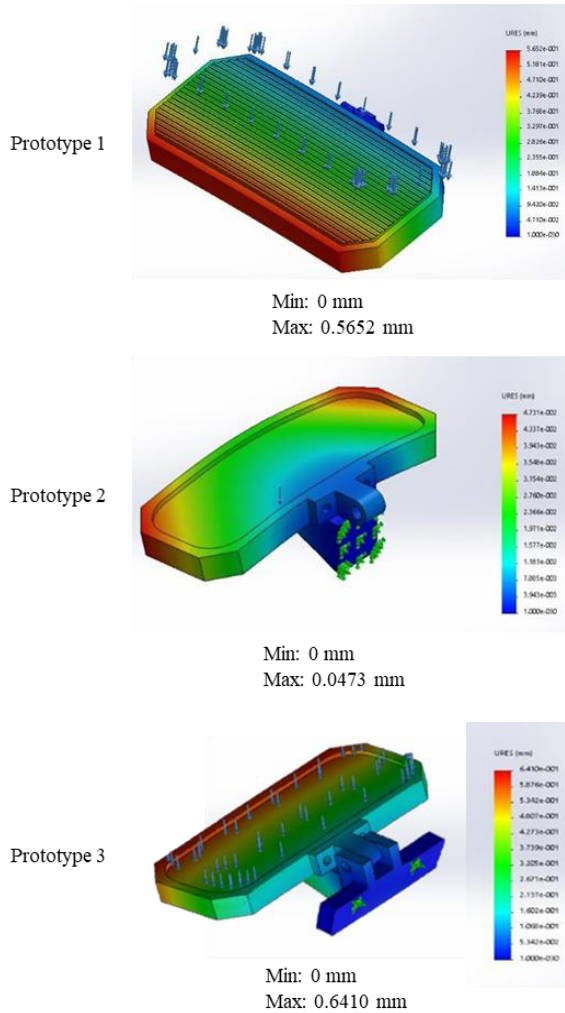 Prototype 1
URES (mm)
5.652e-001
5.181e-001
4.710e-001
4.239e-001
3.768e-001
3.297e-001
2.826e-001
2.355e-001
1.884e-001
1.413e-001
9.420e-002
4.710e-002
1.000e-030
Min: 0 mm
Max: 0.5652 mm
Prototype 2
URES (mm)
4.731e-002
4.337e-002
3.943e-002
3.548e-002
3.154e-002
2.760e-002
2.366e-002
1.971e-002
1.577e-002
1.183e-002
7.885e-003
3.943e-003
1.000e-030
Min: 0 mm
Max: 0.0473 mm
Prototype 3
URES (mm)
6.410e-001
5.876e-001
5.342e-001
4.807e-001
4.273e-001
3.739e-001
3.205e-001
2.671e-001
2.137e-001
1.602e-001
1.068e-001
5.342e-002
1.000e-030
Min: 0 mm
Max: 0.6410 mm